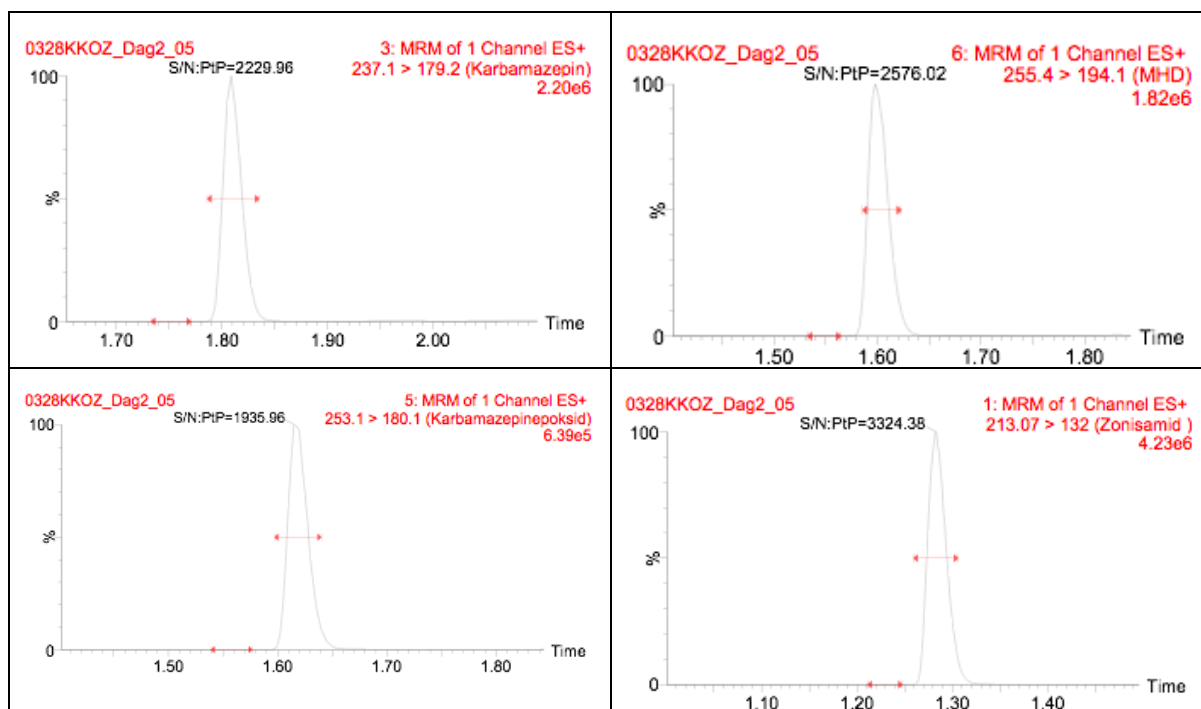 0328KKOZ_Dag2_05
3: MRM of 1 Channel ES+
S/N:PtP=2229.96
237.1 > 179.2 (Karbamazepin)
2.20e6
100
%
0
1.70 1.80 1.90 2.00
Time
0328KKOZ_Dag2_05
6: MRM of 1 Channel ES+
S/N:PtP=2576.02
255.4 > 194.1 (MHD)
1.82e6
100
%
0
1.50 1.60 1.70 1.80
Time
0328KKOZ_Dag2_05
5: MRM of 1 Channel ES+
S/N:PtP=1935.96
253.1 > 180.1 (Karbamazepinepoksid)
6.39e5
100
%
0
1.50 1.60 1.70 1.80
Time
0328KKOZ_Dag2_05
1: MRM of 1 Channel ES+
S/N:PtP=3324.38
213.07 > 132 (Zonisamid )
4.23e6
100
%
0
1.10 1.20 1.30 1.40
Time